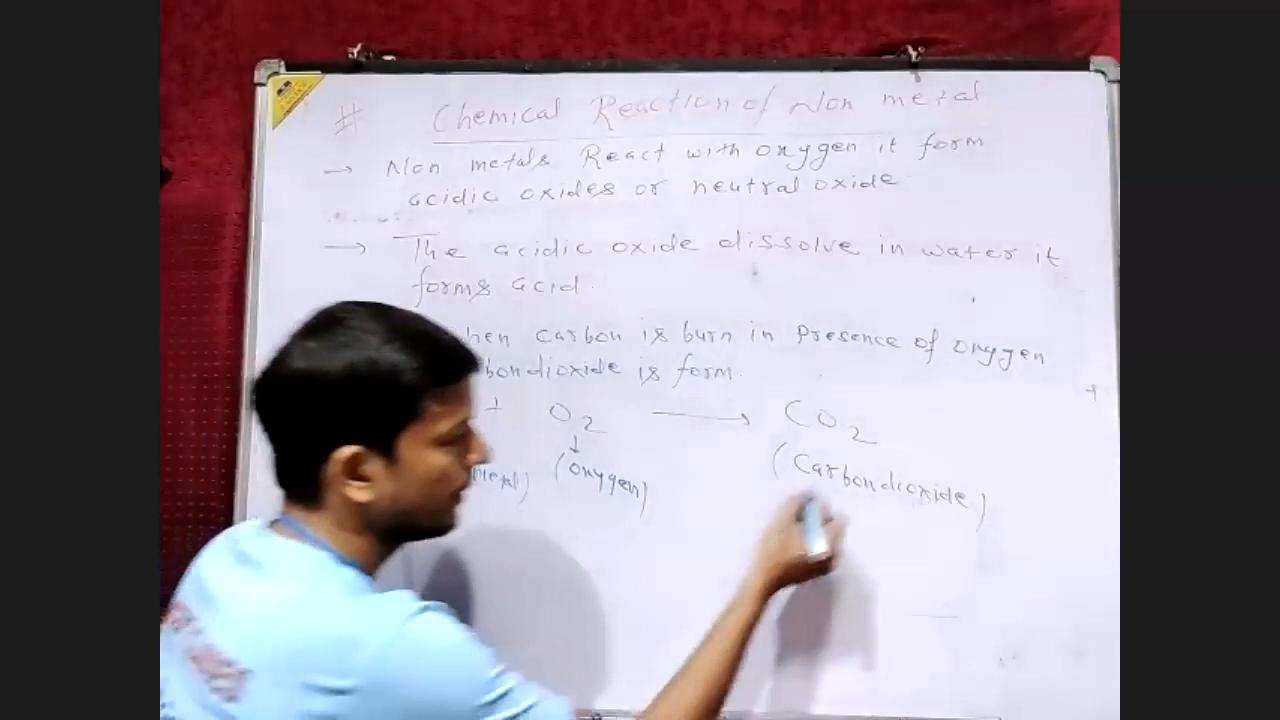 # Chemical Reaction of Non metal
→ Non metals React with oxygen it form
acidic oxides or neutral oxide
→ The acidic oxide dissolve in water it
forms acid.
hen carbon is burn in Presence of oxygen
bondioxide is form.
+ O2 → CO2
↓
metal) (oxygen) (Carbondioxide)